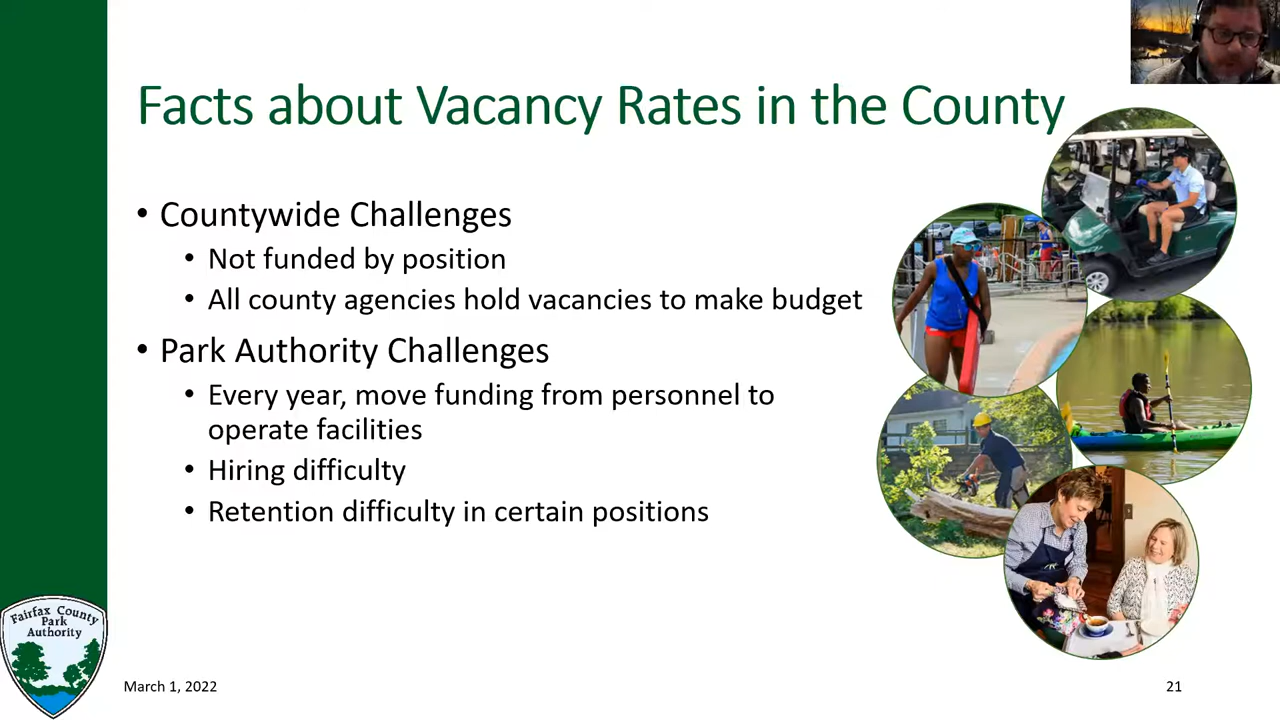 Facts about Vacancy Rates in the County
• Countywide Challenges
• Not funded by position
• All county agencies hold vacancies to make budget
• Park Authority Challenges
• Every year, move funding from personnel to
operate facilities
• Hiring difficulty
• Retention difficulty in certain positions
Fairfax County
Park
Authority
March 1, 2022
21